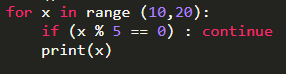 for x in range (10,20):
    if (x % 5 == 0) : continue
    print(x)